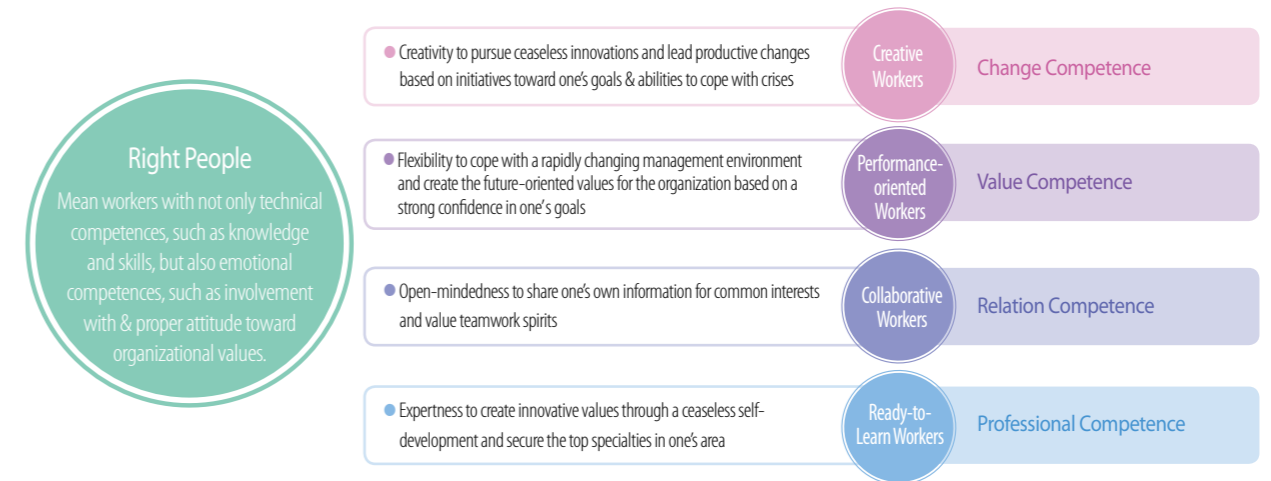 Right People
Mean workers with not only technical
competences, such as knowledge
and skills, but also emotional
competences, such as involvement
with & proper attitude toward
organizational values.
● Creativity to pursue ceaseless innovations and lead productive changes
based on initiatives toward one's goals & abilities to cope with crises
Creative
Workers
Change Competence
● Flexibility to cope with a rapidly changing management environment
and create the future-oriented values for the organization based on a
strong confidence in one's goals
Performance-
oriented
Workers
Value Competence
● Open-mindedness to share one's own information for common interests
and value teamwork spirits
Collaborative
Workers
Relation Competence
● Expertness to create innovative values through a ceaseless self-
development and secure the top specialties in one's area
Ready-to-
Learn Workers
Professional Competence